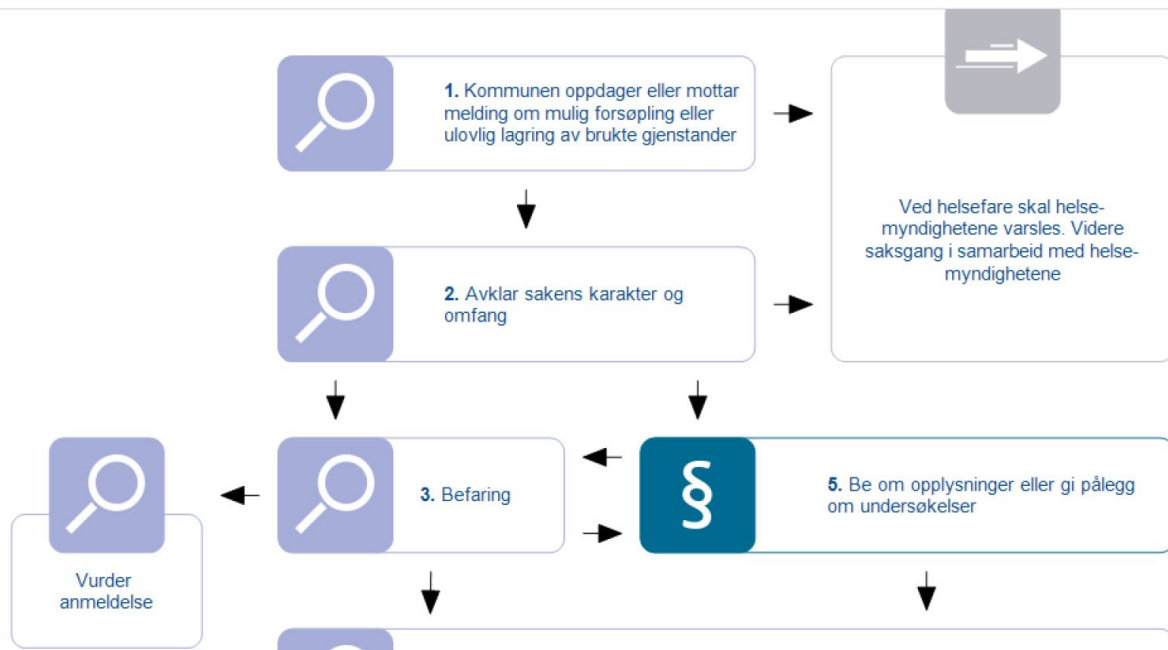 1. Kommunen oppdager eller mottar
melding om mulig forsøpling eller
ulovlig lagring av brukte gjenstander
Ved helsefare skal helse-
myndighetene varsles. Videre
saksgang i samarbeid med helse-
myndighetene
2. Avklar sakens karakter og
omfang
3. Befaring
§
5. Be om opplysninger eller gi pålegg
om undersøkelser
Vurder
anmeldelse